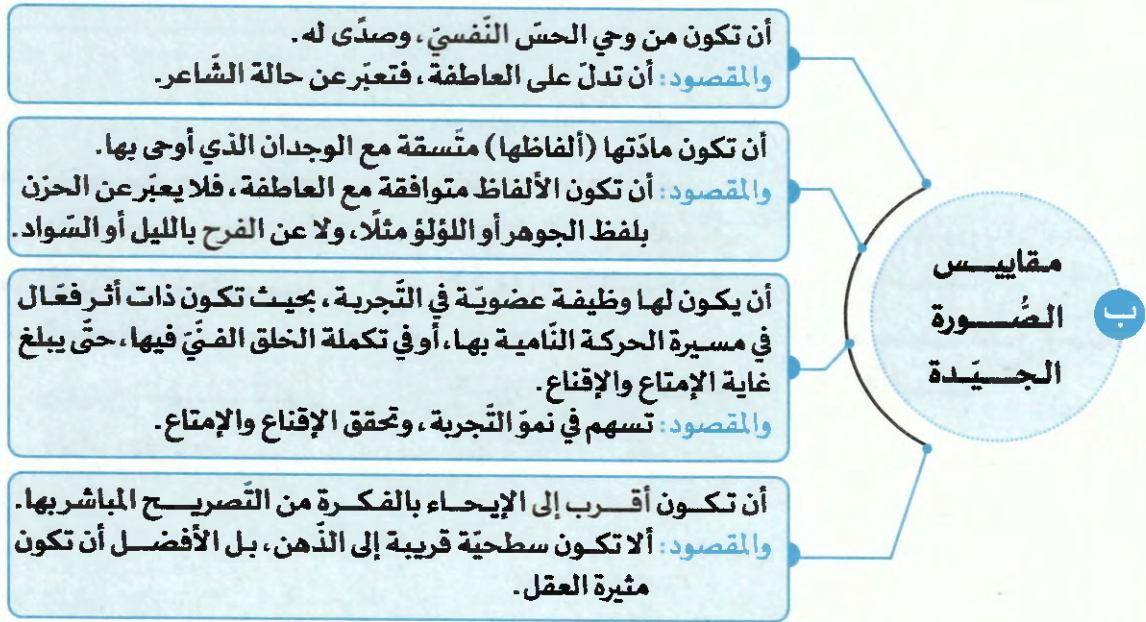 ب
مقاييس
الصُّورة
الجيّدة
أن تكون من وحي الحسّ النّفسيّ، وصدًى له.
والمقصود: أن تدلّ على العاطفة، فتعبّر عن حالة الشّاعر.
أن تكون مادّتها (ألفاظها) متّسقة مع الوجدان الذي أوحى بها.
والمقصود: أن تكون الألفاظ متوافقة مع العاطفة، فلا يعبّر عن الحزن
بلفظ الجوهر أو اللؤلؤ مثلًا، ولا عن الفرح بالليل أو السّواد.
أن يكون لها وظيفة عضويّة في التّجربة، بحيث تكون ذات أثر فعّال
في مسيرة الحركة النّامية بها، أو في تكملة الخلق الفنّيّ فيها، حتّى يبلغ
غاية الإمتاع والإقناع.
والمقصود: تسهم في نموّ التّجربة، وتحقق الإقناع والإمتاع.
أن تكون أقرب إلى الإيحاء بالفكرة من التّصريح المباشر بها.
والمقصود: ألا تكون سطحيّة قريبة إلى الذّهن، بل الأفضل أن تكون
مثيرة العقل.